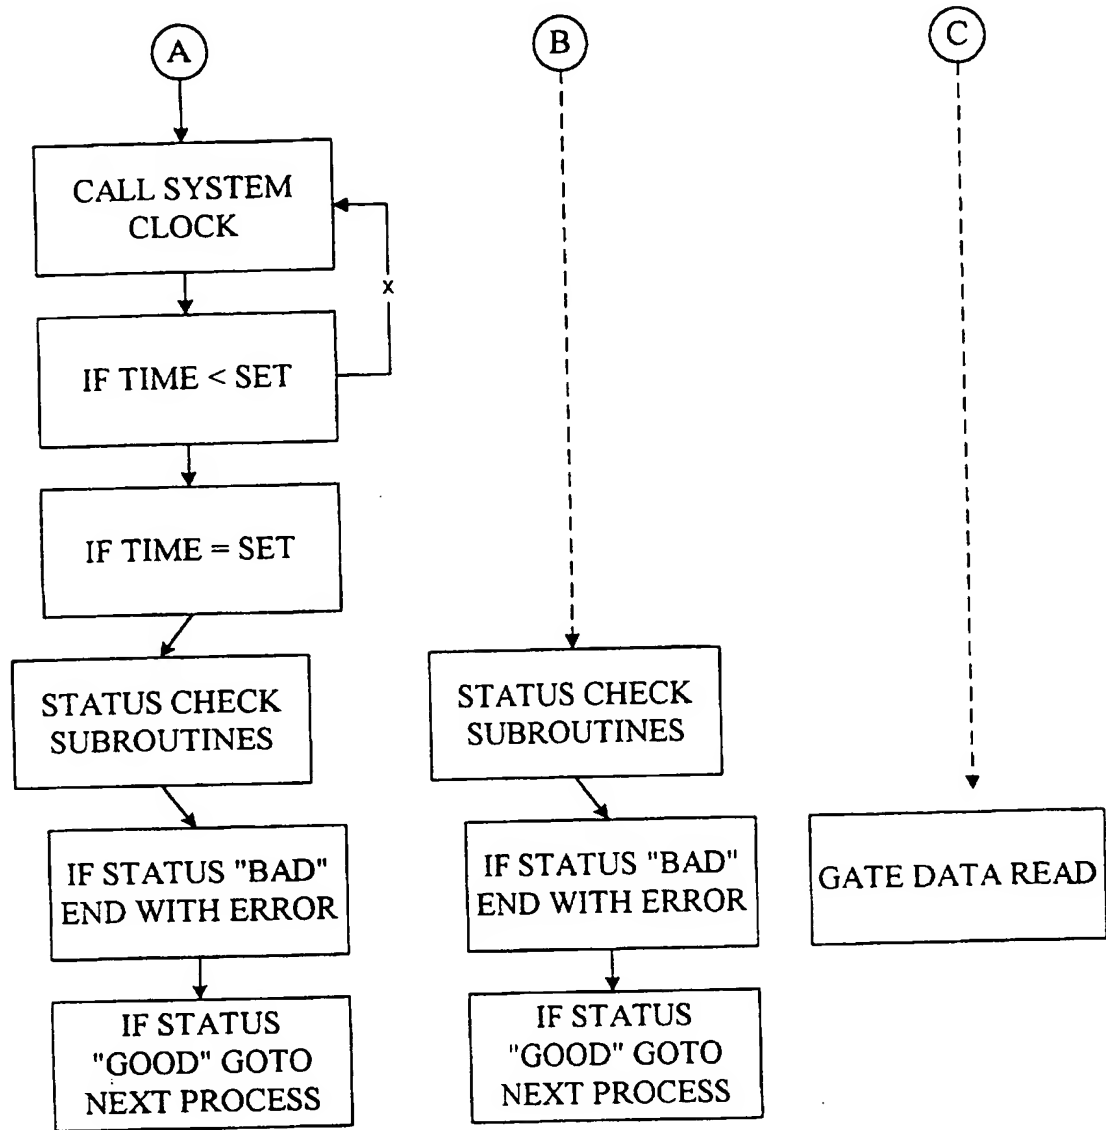 A
CALL SYSTEM
CLOCK
x
IF TIME < SET
IF TIME = SET
STATUS CHECK
SUBROUTINES
IF STATUS "BAD"
END WITH ERROR
IF STATUS
"GOOD" GOTO
NEXT PROCESS
B
STATUS CHECK
SUBROUTINES
IF STATUS "BAD"
END WITH ERROR
IF STATUS
"GOOD" GOTO
NEXT PROCESS
C
GATE DATA READ